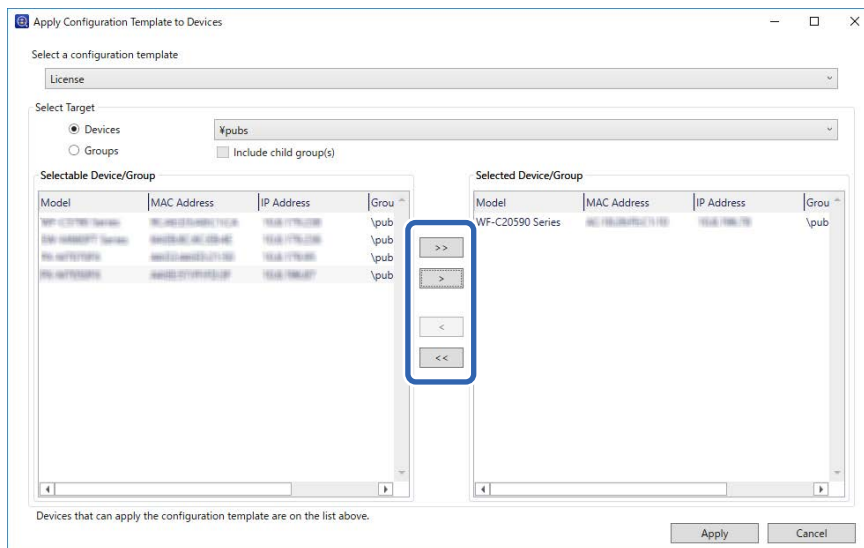 Apply Configuration Template to Devices
Select a configuration template
License
Select Target
Devices
¥pubs
Groups
Include child group(s)
Selectable Device/Group
Selected Device/Group
Model MAC Address IP Address Grou
Model MAC Address IP Address Grou
\pub
WF-C20590 Series \pub
\pub
\pub
\pub
>>
>
<
<<
Devices that can apply the configuration template are on the list above.
Apply Cancel